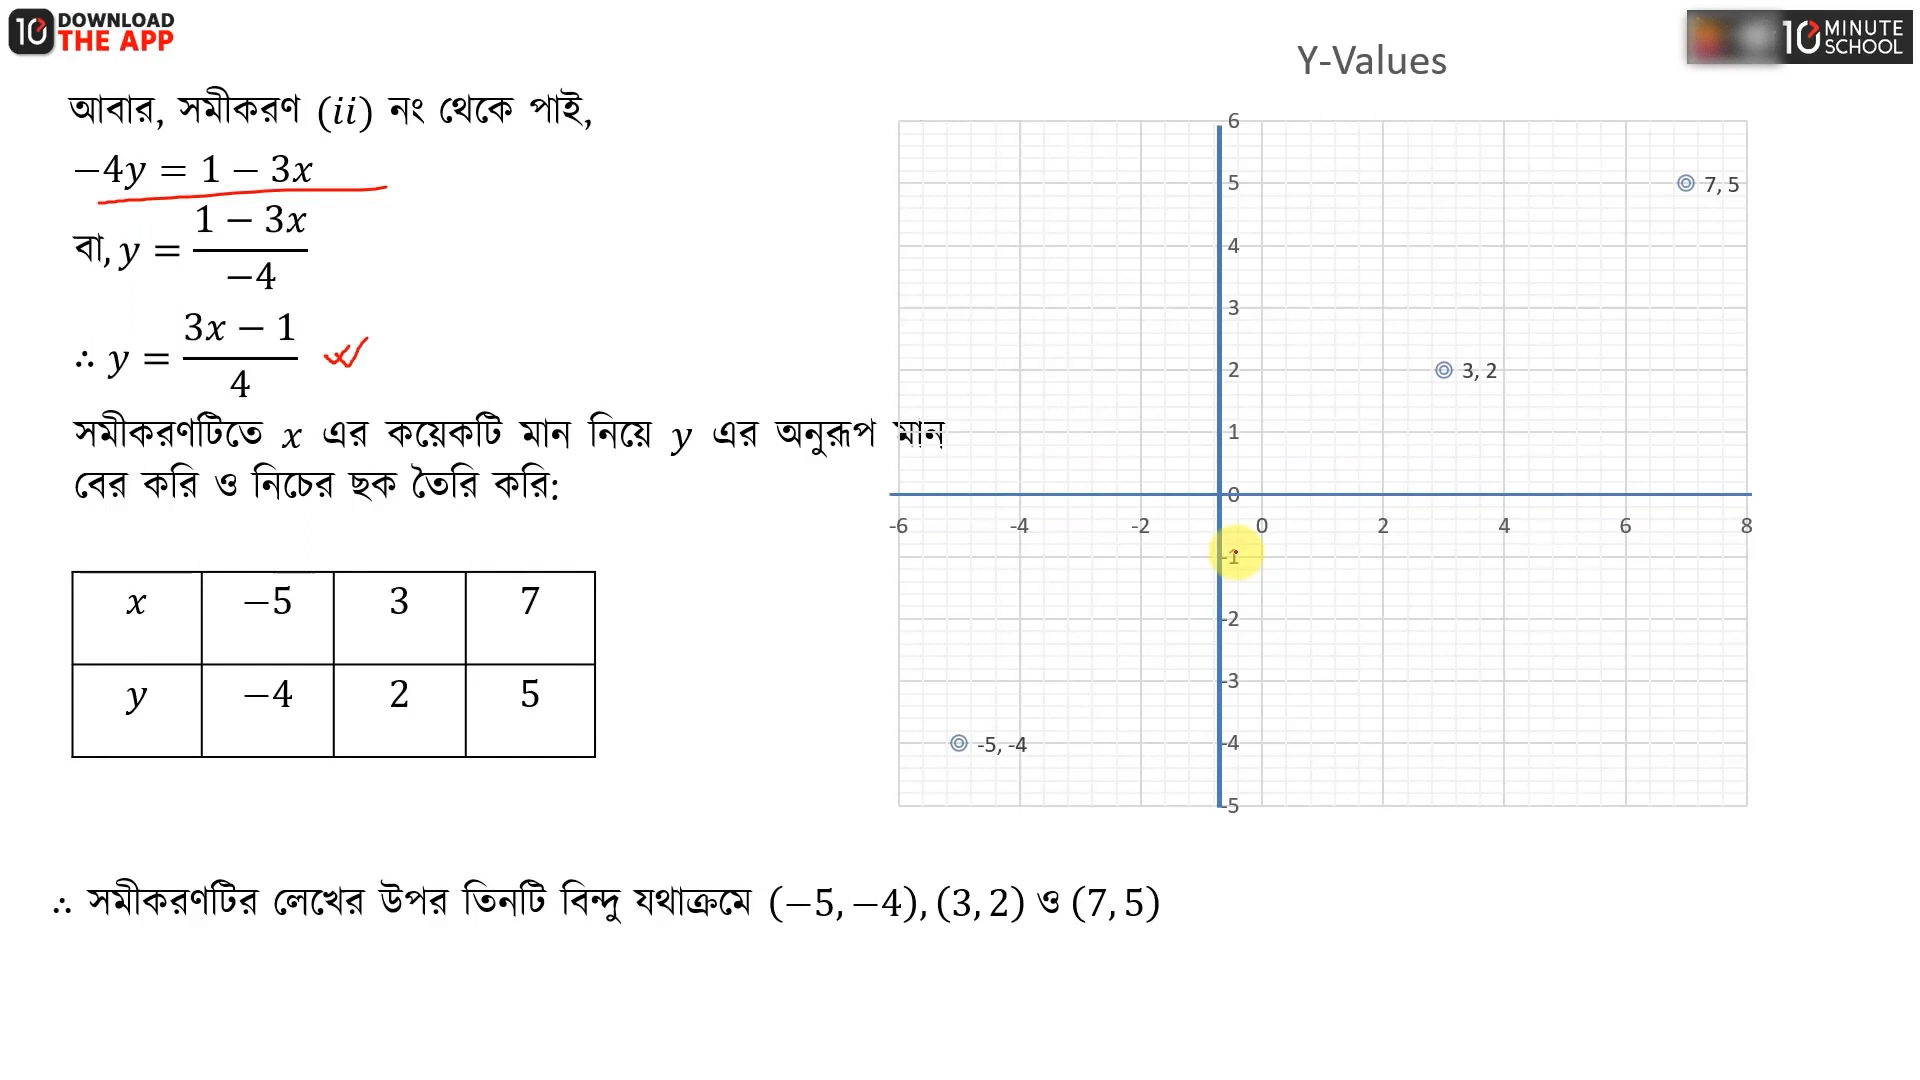 10 DOWNLOAD
THE APP
10 MINUTE
SCHOOL
আবার, সমীকরণ (ii) নং থেকে পাই,
−4y = 1 − 3x
বা, y = (1 − 3x)/(−4)
∴ y = (3x − 1)/4
সমীকরণটিতে x এর কয়েকটি মান নিয়ে y এর অনুরূপ মান
বের করি ও নিচের ছক তৈরি করি:
x −5 3 7
y −4 2 5
Y-Values
6
5
4
3
2
1
0
-1
-2
-3
-4
-5
-6 -4 -2 0 2 4 6 8
7, 5
3, 2
-5, -4
∴ সমীকরণটির লেখের উপর তিনটি বিন্দু যথাক্রমে (−5, −4), (3, 2) ও (7, 5)